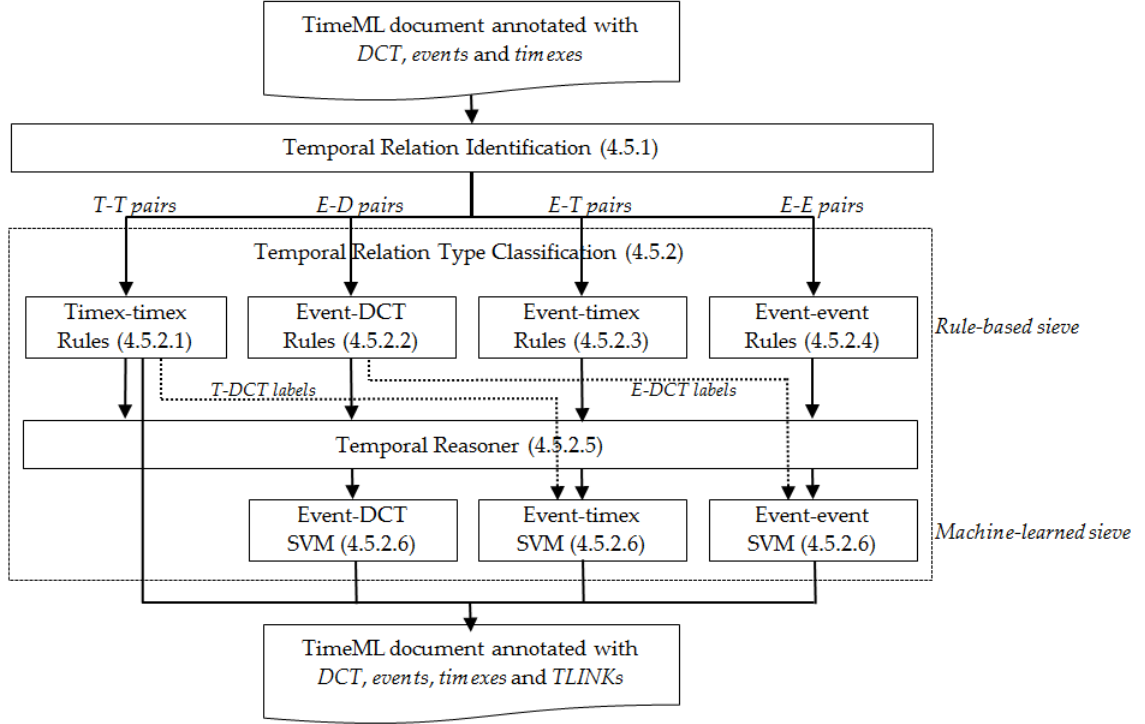 TimeML document annotated with
DCT, events and timexes
Temporal Relation Identification (4.5.1)
T-T pairs
E-D pairs
E-T pairs
E-E pairs
Temporal Relation Type Classification (4.5.2)
Timex-timex
Rules (4.5.2.1)
Event-DCT
Rules (4.5.2.2)
Event-timex
Rules (4.5.2.3)
Event-event
Rules (4.5.2.4)
Rule-based sieve
T-DCT labels
E-DCT labels
Temporal Reasoner (4.5.2.5)
Event-DCT
SVM (4.5.2.6)
Event-timex
SVM (4.5.2.6)
Event-event
SVM (4.5.2.6)
Machine-learned sieve
TimeML document annotated with
DCT, events, timexes and TLINKs